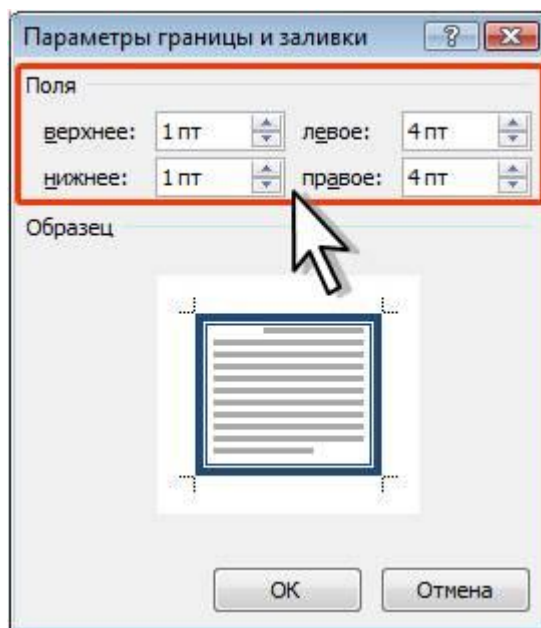 Параметры границы и заливки
Поля
верхнее: 1 пт левое: 4 пт
нижнее: 1 пт правое: 4 пт
Образец
ОК Отмена